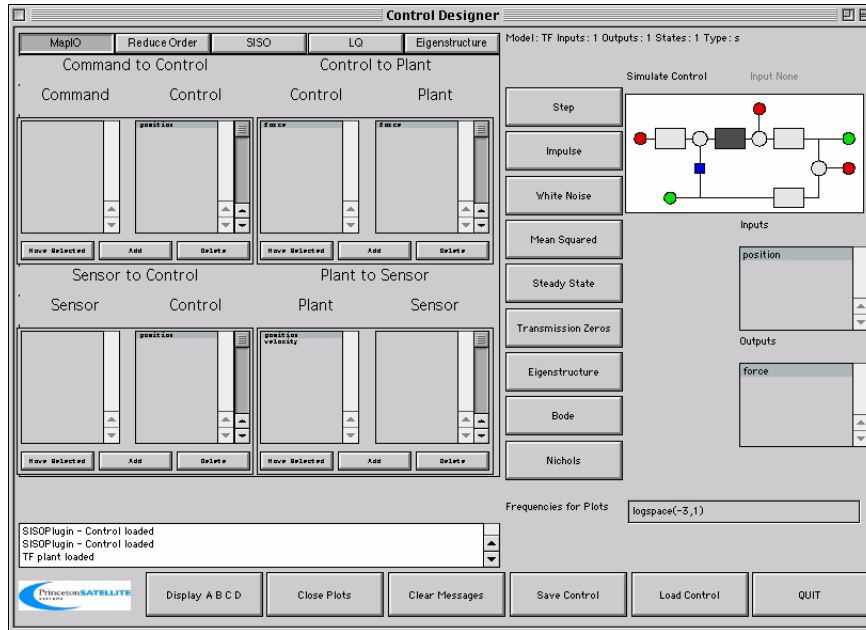 Control Designer
MapIO Reduce Order SISO LQ Eigenstructure
Model: TF Inputs: 1 Outputs: 1 States: 1 Type: s
Command to Control Control to Plant
Simulate Control Input None
Command Control Control Plant
position force force
Step
Impulse
White Noise
Mean Squared
Steady State
Transmission Zeros
Eigenstructure
Bode
Nichols
Move Selected Add Delete Move Selected Add Delete
Sensor to Control Plant to Sensor
Sensor Control Plant Sensor
position position
velocity
Move Selected Add Delete Move Selected Add Delete
Inputs
position
Outputs
force
Frequencies for Plots logspace(-3,1)
SISOPlugin - Control loaded
SISOPlugin - Control loaded
TF plant loaded
PrincetonSATELLITE
SYSTEMS
Display A B C D Close Plots Clear Messages Save Control Load Control QUIT